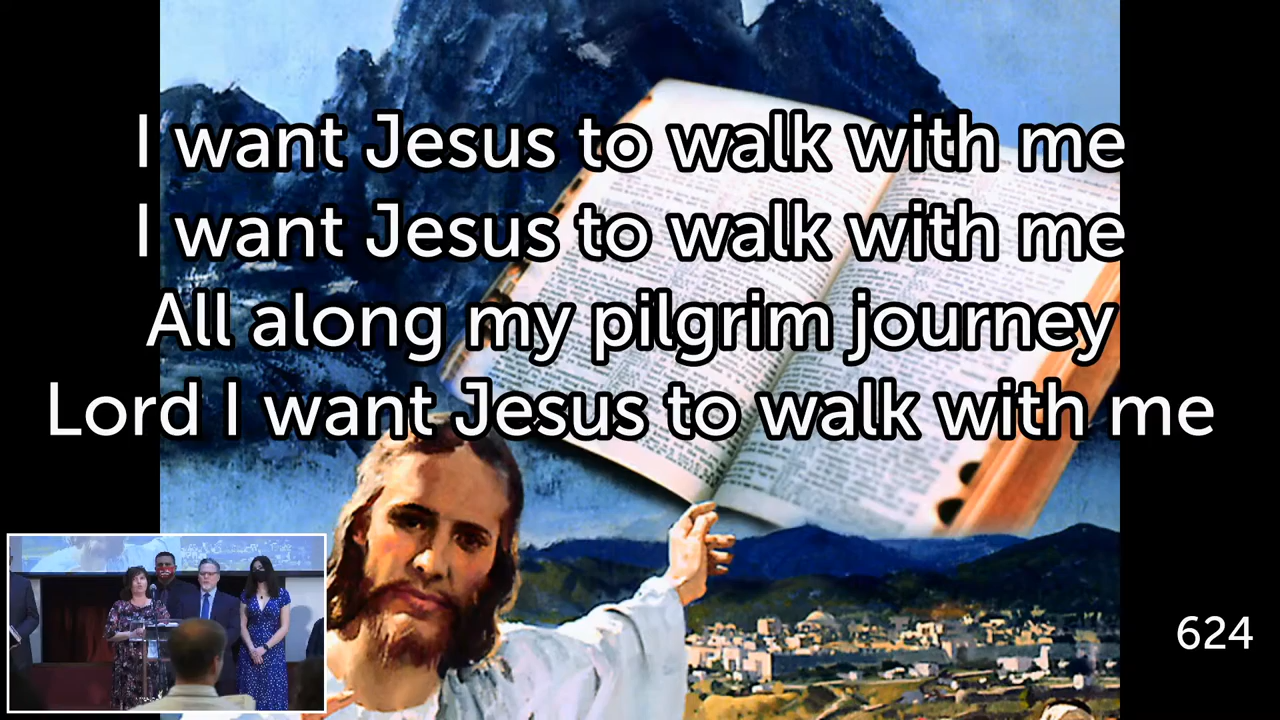 I want Jesus to walk with me
I want Jesus to walk with me
All along my pilgrim journey
Lord I want Jesus to walk with me
624